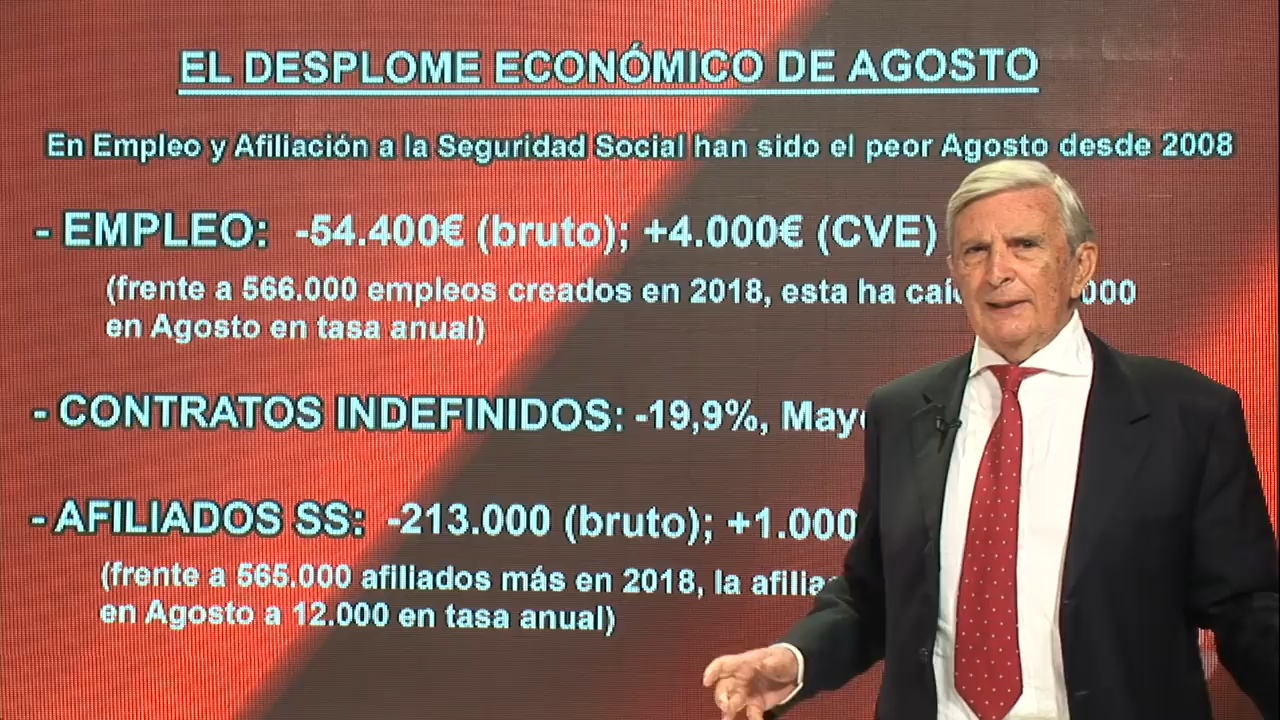 EL DESPLOME ECONÓMICO DE AGOSTO
En Empleo y Afiliación a la Seguridad Social han sido el peor Agosto desde 2008
- EMPLEO: -54.400€ (bruto); +4.000€ (CVE)
(frente a 566.000 empleos creados en 2018, esta ha
en Agosto en tasa anual)
- CONTRATOS INDEFINIDOS: -19,9%,
- AFILIADOS SS: -213.000 (bruto); +1.000
(frente a 565.000 afiliados más en 2018, la
en Agosto a 12.000 en tasa anual)